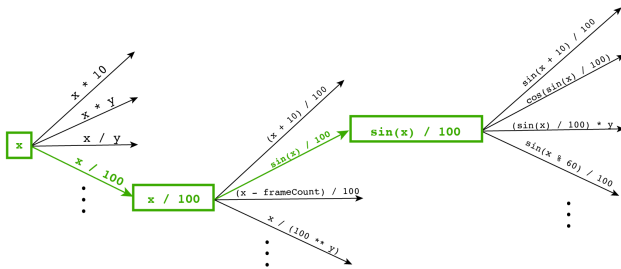 x
x * 10
x * y
x / y
x / 100
x / 100
(x + 10) / 100
sin(x) / 100
(x - frameCount) / 100
x / (100 ** y)
sin(x) / 100
sin(x + 10) / 100
cos(sin(x) / 100)
(sin(x) / 100) * y
sin(x % 60) / 100